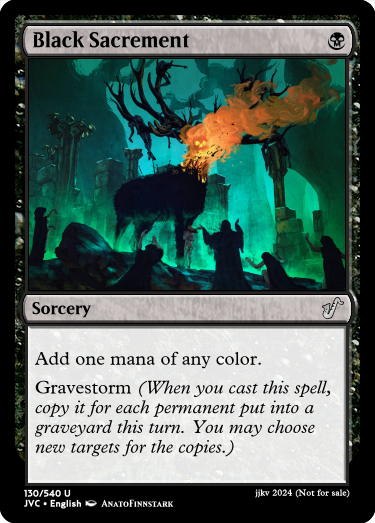 Black Sacrement
Sorcery
Add one mana of any color.
Gravestorm (When you cast this spell,
copy it for each permanent put into a
graveyard this turn. You may choose
new targets for the copies.)
130/540 U
JVC • English AnatoFinnstark
jjkv 2024 (Not for sale)